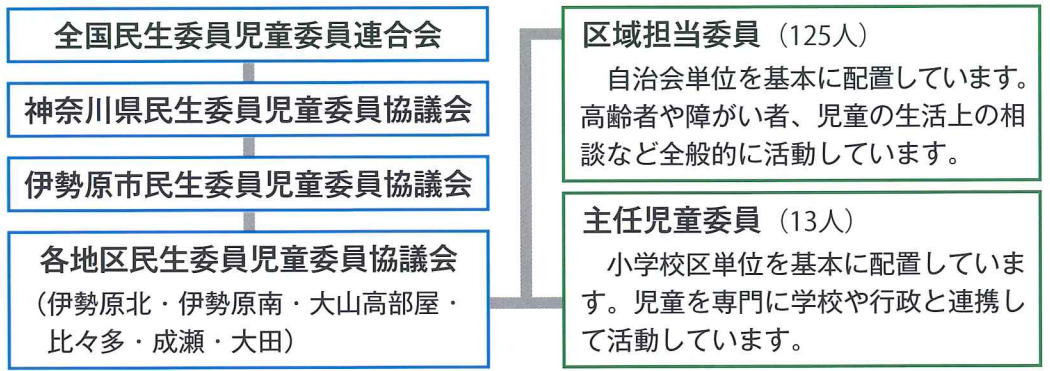 全国民生委員児童委員連合会
神奈川県民生委員児童委員協議会
伊勢原市民生委員児童委員協議会
各地区民生委員児童委員協議会
（伊勢原北・伊勢原南・大山高部屋・
比々多・成瀬・大田）
区域担当委員（125人）
自治会単位を基本に配置しています。
高齢者や障がい者、児童の生活上の相
談など全般的に活動しています。
主任児童委員（13人）
小学校区単位を基本に配置していま
す。児童を専門に学校や行政と連携し
て活動しています。